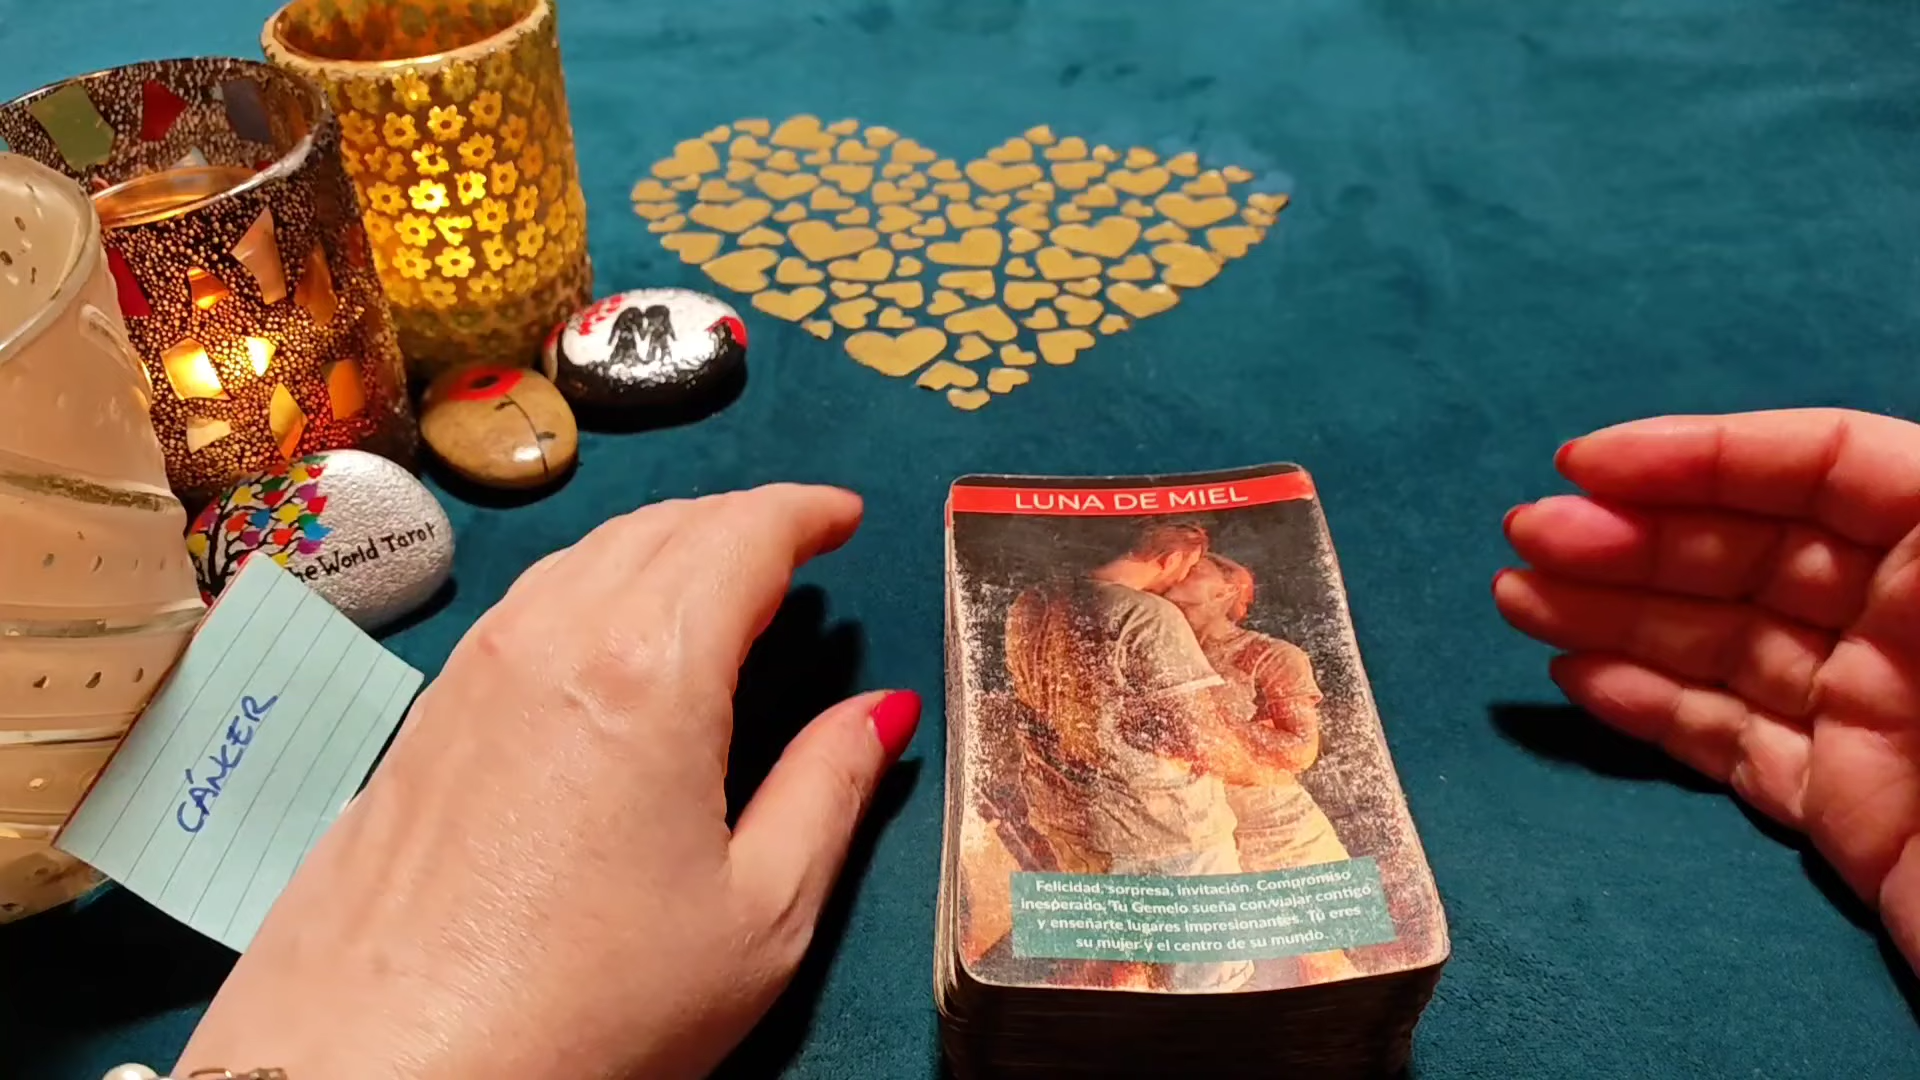 LUNA DE MIEL
Felicidad, sorpresa, invitación. Compromiso
inesperado. Tu Gemelo sueña con viajar contigo
y enseñarte lugares impresionantes. Tú eres
su mujer y el centro de su mundo.
heWorld Tarot
CÁNCER